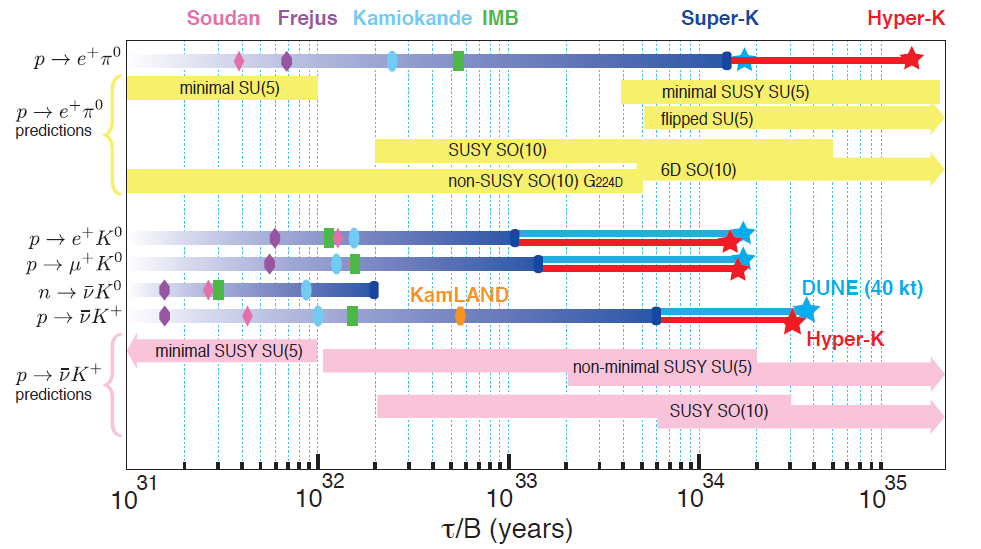 Soudan Frejus Kamiokande IMB Super-K Hyper-K
p → e⁺π⁰
minimal SU(5) minimal SUSY SU(5)
p → e⁺π⁰
predictions
flipped SU(5)
SUSY SO(10)
6D SO(10)
non-SUSY SO(10) G224D
p → e⁺K⁰
p → μ⁺K⁰
n → ν̄K⁰
KamLAND DUNE (40 kt)
p → ν̄K⁺
Hyper-K
minimal SUSY SU(5)
non-minimal SUSY SU(5)
p → ν̄K⁺
predictions
SUSY SO(10)
10³¹ 10³² 10³³ 10³⁴ 10³⁵
τ/B (years)